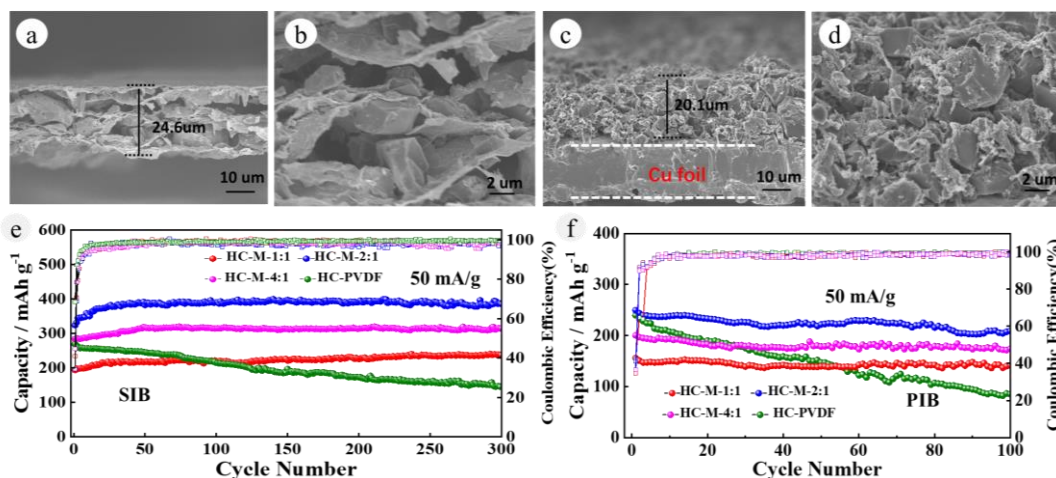 a
24.6um
10 um
b
2 um
c
20.1um
Cu foil
10 um
d
2 um
e
600
500
400
300
200
100
0
Capacity / mAh g-1
HC-M-1:1
HC-M-2:1
HC-M-4:1
HC-PVDF
50 mA/g
SIB
100
80
60
40
20
0
Coulombic Efficiency(%)
0 50 100 150 200 250 300
Cycle Number
f
400
300
200
100
0
Capacity / mAh g-1
50 mA/g
HC-M-1:1
HC-M-2:1
HC-M-4:1
HC-PVDF
PIB
100
80
60
40
20
0
Coulombic Efficiency(%)
0 20 40 60 80 100
Cycle Number